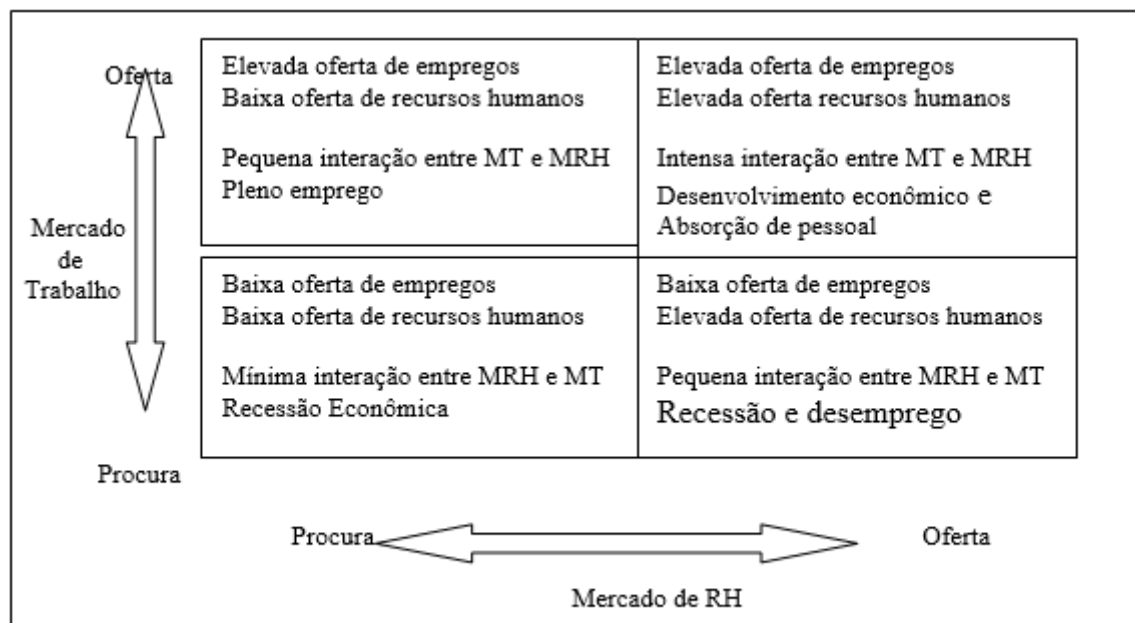 Oferta
Elevada oferta de empregos
Baixa oferta de recursos humanos
Pequena interação entre MT e MRH
Pleno emprego
Elevada oferta de empregos
Elevada oferta recursos humanos
Intensa interação entre MT e MRH
Desenvolvimento econômico e
Absorção de pessoal
Mercado
de
Trabalho
Baixa oferta de empregos
Baixa oferta de recursos humanos
Mínima interação entre MRH e MT
Recessão Econômica
Baixa oferta de empregos
Elevada oferta de recursos humanos
Pequena interação entre MRH e MT
Recessão e desemprego
Procura
Procura
Oferta
Mercado de RH